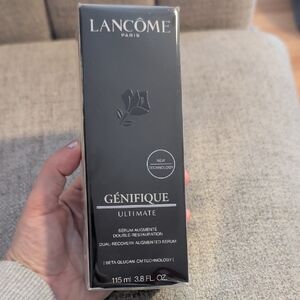 LANCÔME
PARIS
NEW
TECHNOLOGY
GÉNIFIQUE
ULTIMATE
SÉRUM AUGMENTÉ
DOUBLE-RESTAURATION
DUAL-RECOVERY AUGMENTED SERUM
[ BETA-GLUCAN-CM TECHNOLOGY ]
115 ml 3.8 FL. OZ.